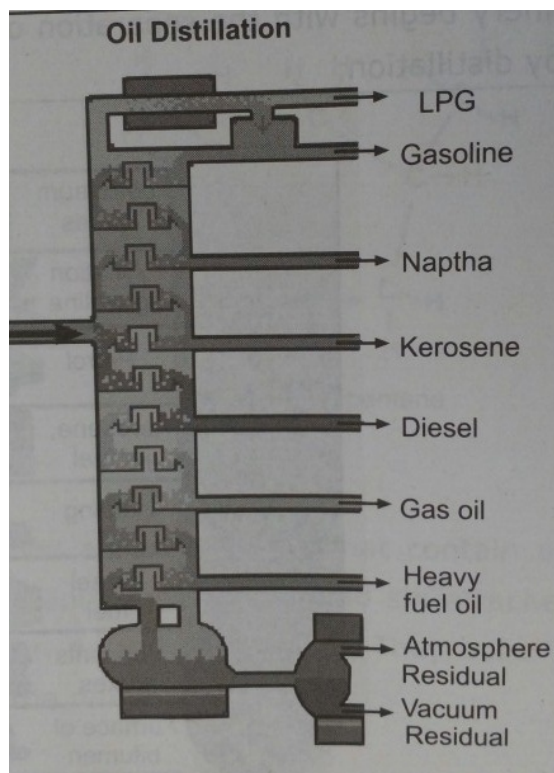 Oil Distillation
LPG
Gasoline
Naptha
Kerosene
Diesel
Gas oil
Heavy
fuel oil
Atmosphere
Residual
Vacuum
Residual